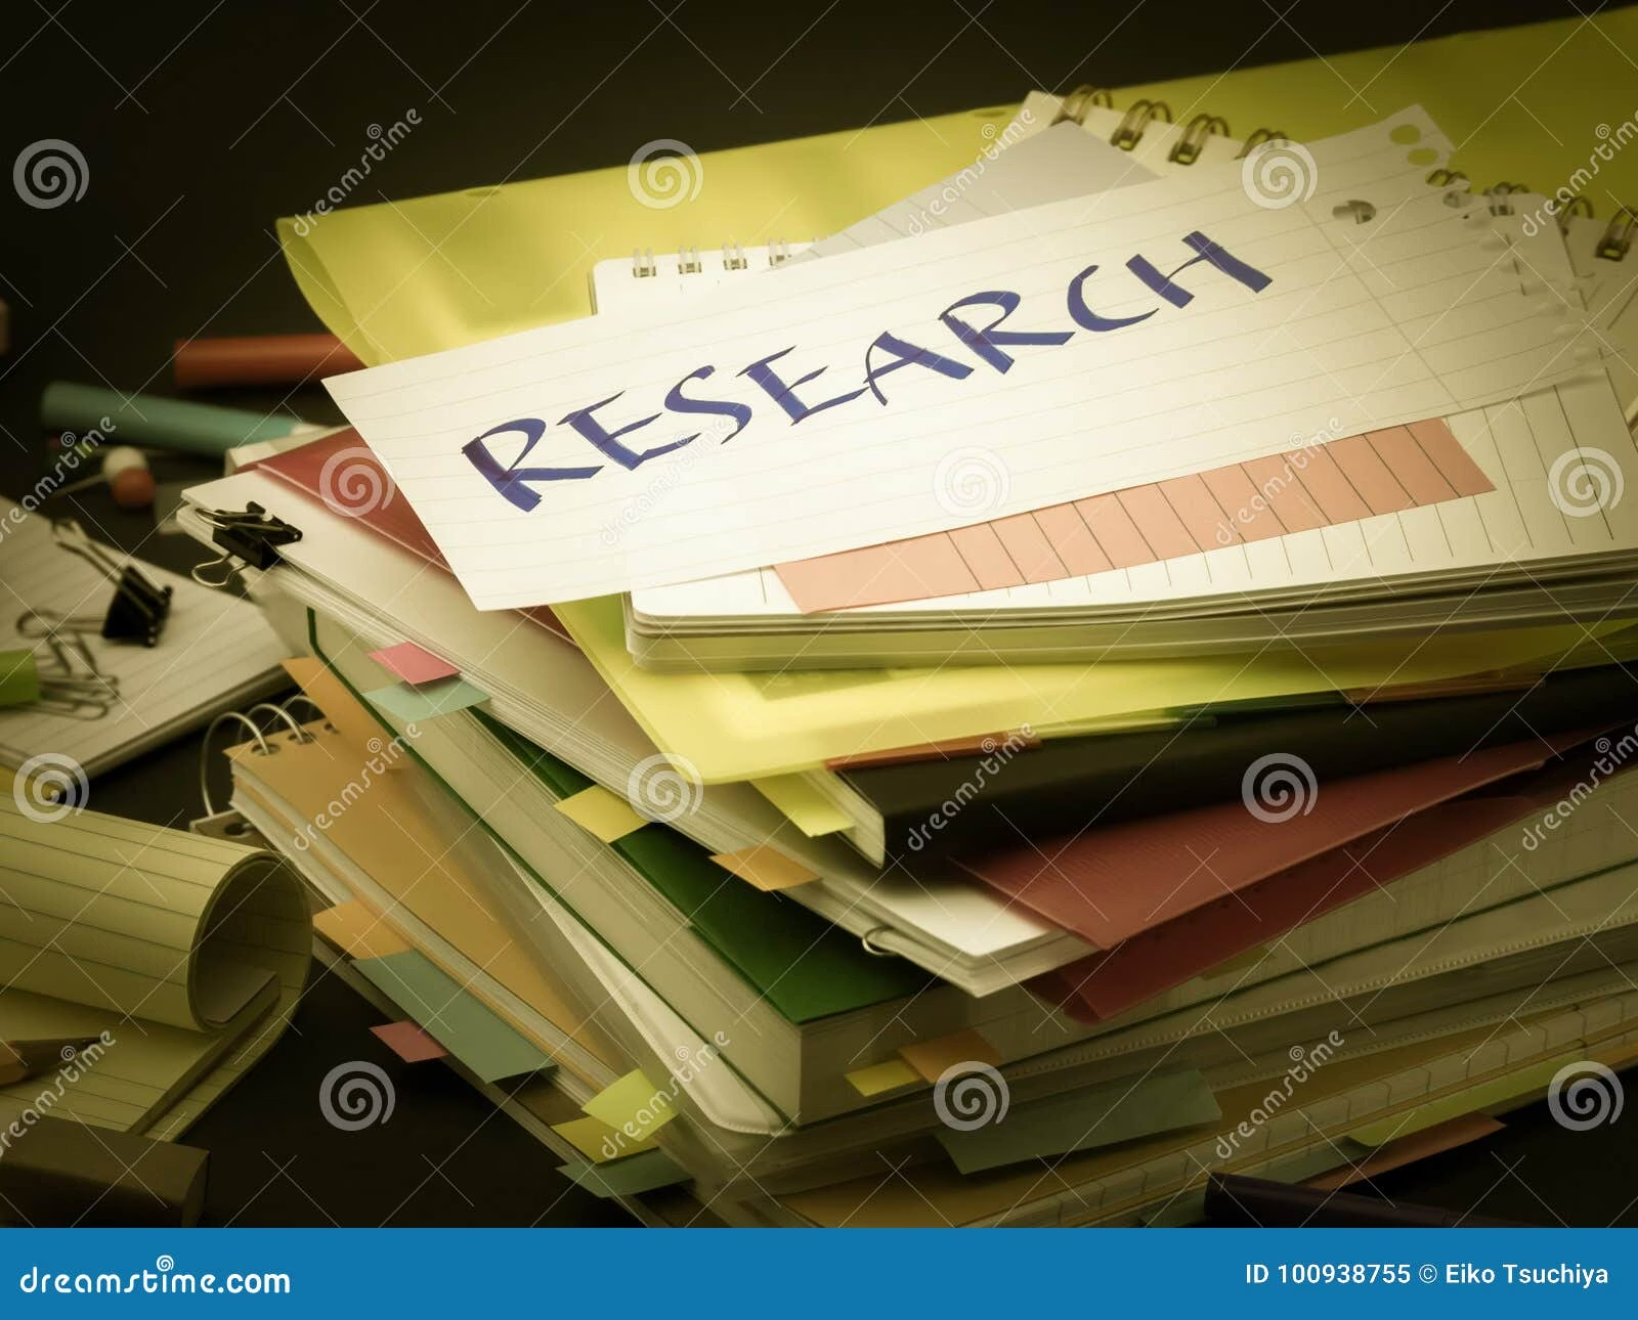 RESEARCH
dreamstime.com
ID 100938755 © Eiko Tsuchiya